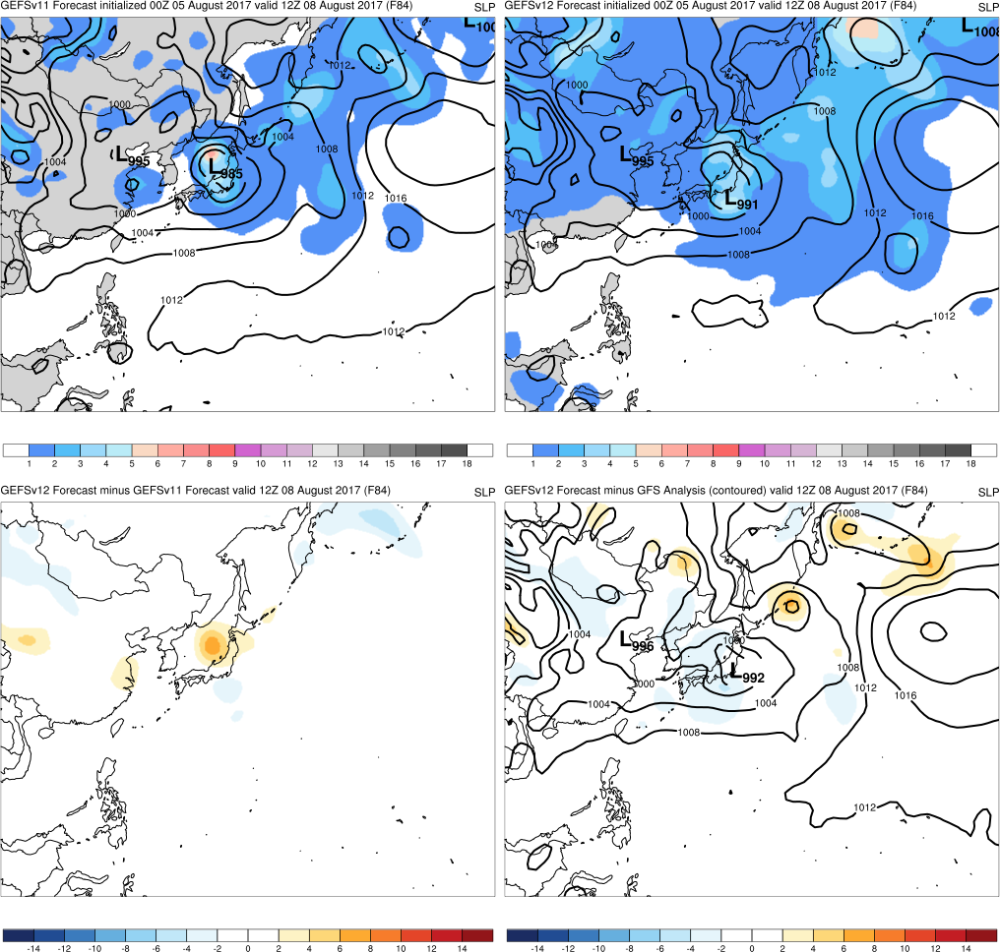 GEFSv11 Forecast initialized 00Z 05 August 2017 valid 12Z 08 August 2017 (F84) SLP
L100
1012
1000
1004
1004
L995
L985
1008
1012
1016
1000
1004
1008
1012
1012
1 2 3 4 5 6 7 8 9 10 11 12 13 14 15 16 17 18
GEFSv12 Forecast initialized 00Z 05 August 2017 valid 12Z 08 August 2017 (F84) SLP
L1008
1012
1000
1008
L995
L991
1000
1012
1016
1004
1004
1008
1012
1 2 3 4 5 6 7 8 9 10 11 12 13 14 15 16 17 18
GEFSv12 Forecast minus GEFSv11 Forecast valid 12Z 08 August 2017 (F84) SLP
-14 -12 -10 -8 -6 -4 -2 0 2 4 6 8 10 12 14
GEFSv12 Forecast minus GFS Analysis (contoured) valid 12Z 08 August 2017 (F84) SLP
1008
1004
L996
1000
L992
1008
1000
1012
1016
1004
1004
1008
1012
-14 -12 -10 -8 -6 -4 -2 0 2 4 6 8 10 12 14